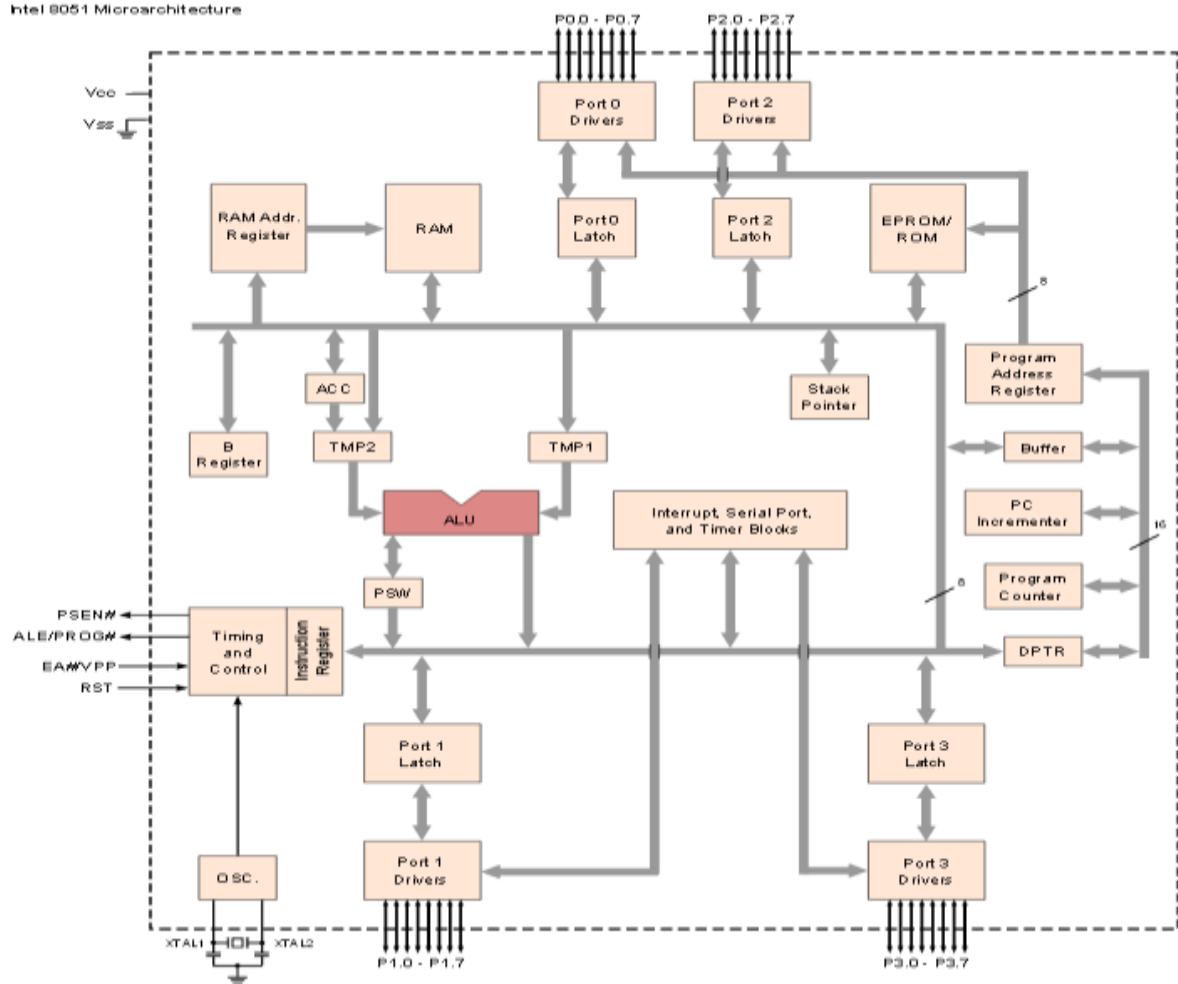 Intel 8051 Microarchitecture
P0.0 - P0.7
P2.0 - P2.7
Vcc
Vss
Port 0
Drivers
Port 2
Drivers
RAM Addr.
Register
RAM
Port 0
Latch
Port 2
Latch
EPROM/
ROM
8
Program
Address
Register
ACC
Stack
Pointer
B
Register
TMP2
TMP1
Buffer
ALU
Interrupt, Serial Port,
and Timer Blocks
PC
Incrementer
16
PSW
8
Program
Counter
PSEN#
ALE/PROG#
EA#/VPP
RST
Timing
and
Control
Instruction
Register
DPTR
Port 1
Latch
Port 3
Latch
OSC.
Port 1
Drivers
Port 3
Drivers
XTAL1
XTAL2
P1.0 - P1.7
P3.0 - P3.7